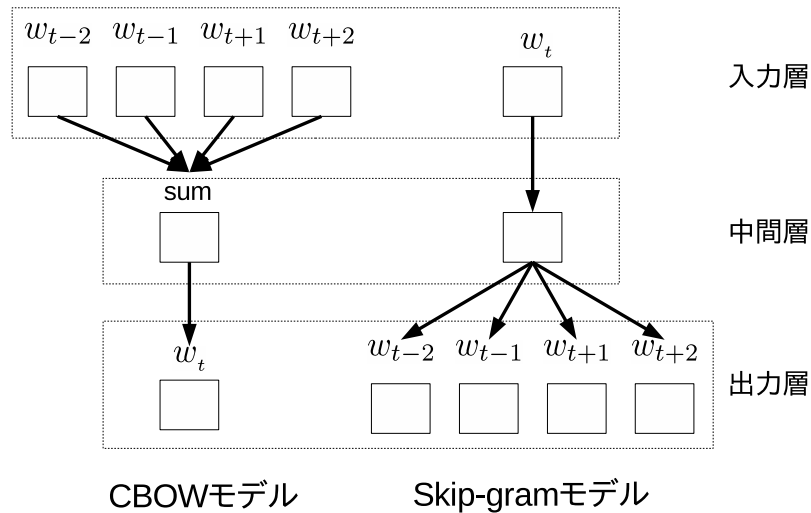 w_{t-2} w_{t-1} w_{t+1} w_{t+2} w_t
入力層
sum
中間層
w_t w_{t-2} w_{t-1} w_{t+1} w_{t+2}
出力層
CBOWモデル Skip-gramモデル